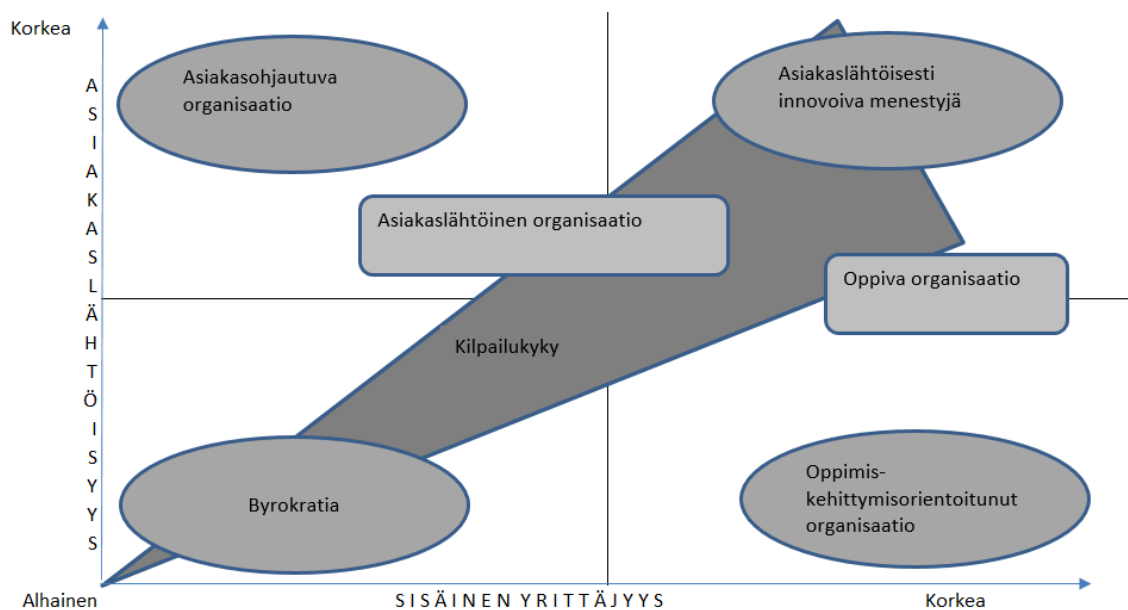 Korkea
Asiakasohjautuva
organisaatio
Asiakaslähtöisesti
innovoiva menestyjä
ASIAKASLÄHTÖISYYS
Asiakaslähtöinen organisaatio
Oppiva organisaatio
Kilpailukyky
Byrokratia
Oppimis-
kehittymisorientoitunut
organisaatio
Alhainen
SISÄINEN YRITTÄJYYS
Korkea